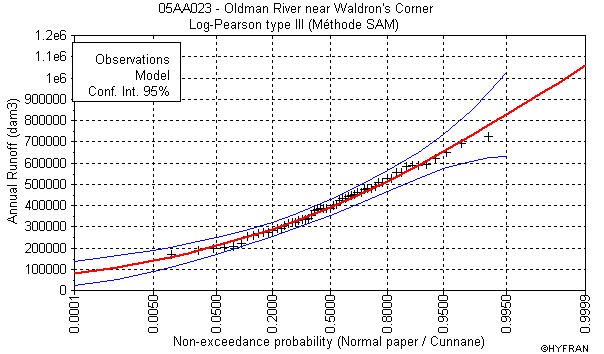 05AA023 - Oldman River near Waldron's Corner
Log-Pearson type III (Méthode SAM)
1.2e6
1.1e6
1e6
900000
800000
700000
600000
500000
400000
300000
200000
100000
0
Annual Runoff (dam3)
Observations
Model
Conf. Int. 95%
0.0001
0.0050
0.0500
0.2000
0.5000
0.8000
0.9500
0.9950
0.9999
Non-exceedance probability (Normal paper / Cunnane)
©HYFRAN